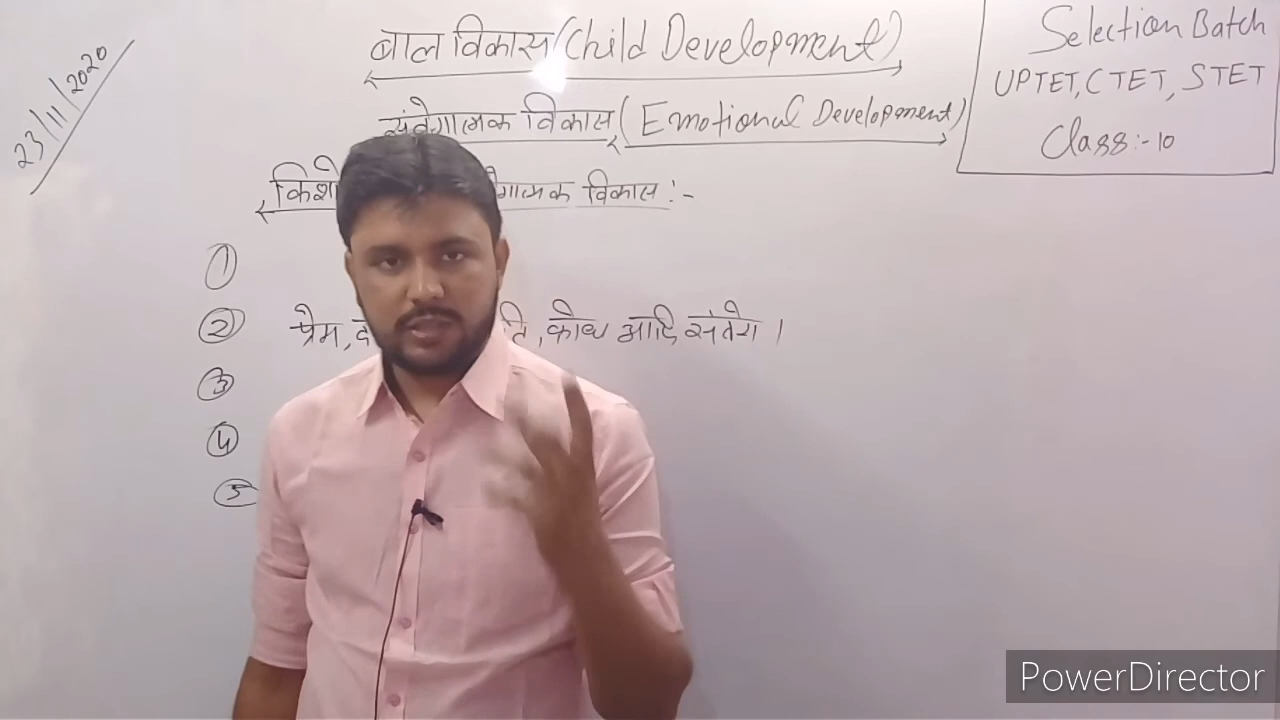 23/11/2020
बाल विकास (Child Development)
संवेगात्मक विकास, (Emotional Development)
Selection Batch
UPTET, CTET, STET
Class:-10
विकास :-
①
② प्रेम, क्रोध आदि संवेग ।
③
④
⑤
PowerDirector